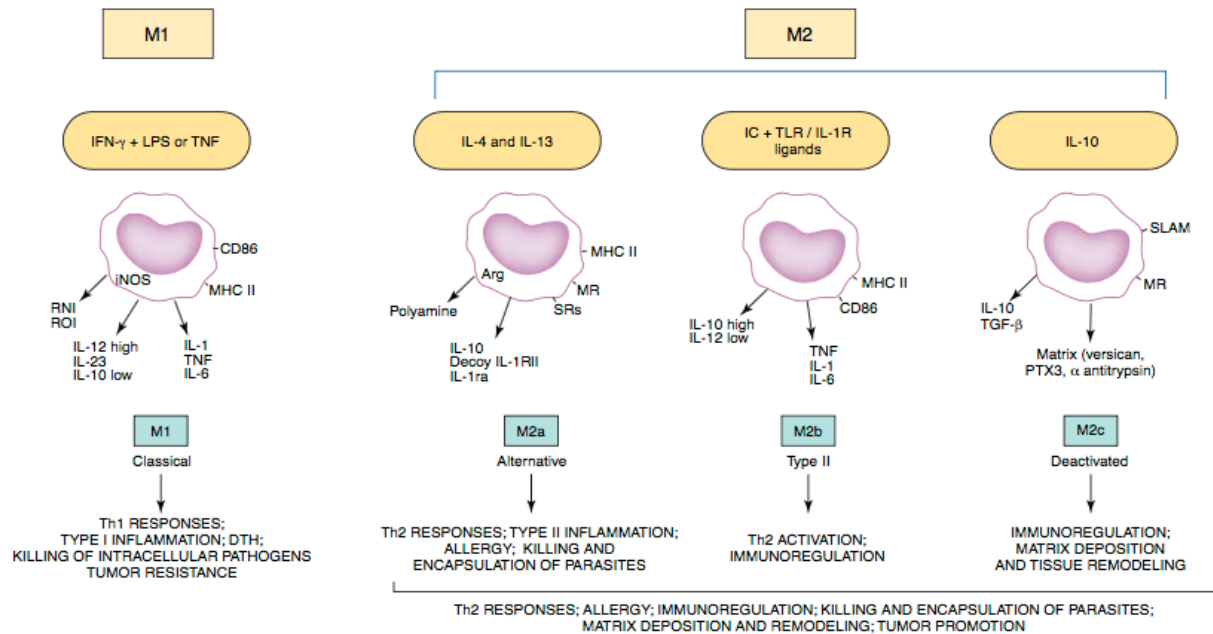 M1
M2
IFN-γ + LPS or TNF
IL-4 and IL-13
IC + TLR / IL-1R
ligands
IL-10
CD86
MHC II
iNOS
RNI
ROI
IL-12 high
IL-23
IL-10 low
IL-1
TNF
IL-6
MHC II
Arg
MR
SRs
Polyamine
IL-10
Decoy IL-1RII
IL-1ra
MHC II
CD86
IL-10 high
IL-12 low
TNF
IL-1
IL-6
SLAM
MR
IL-10
TGF-β
Matrix (versican,
PTX3, α antitrypsin)
M1
Classical
M2a
Alternative
M2b
Type II
M2c
Deactivated
Th1 RESPONSES;
TYPE I INFLAMMATION; DTH;
KILLING OF INTRACELLULAR PATHOGENS
TUMOR RESISTANCE
Th2 RESPONSES; TYPE II INFLAMMATION;
ALLERGY; KILLING AND
ENCAPSULATION OF PARASITES
Th2 ACTIVATION;
IMMUNOREGULATION
IMMUNOREGULATION;
MATRIX DEPOSITION
AND TISSUE REMODELING
Th2 RESPONSES; ALLERGY; IMMUNOREGULATION; KILLING AND ENCAPSULATION OF PARASITES;
MATRIX DEPOSITION AND REMODELING; TUMOR PROMOTION